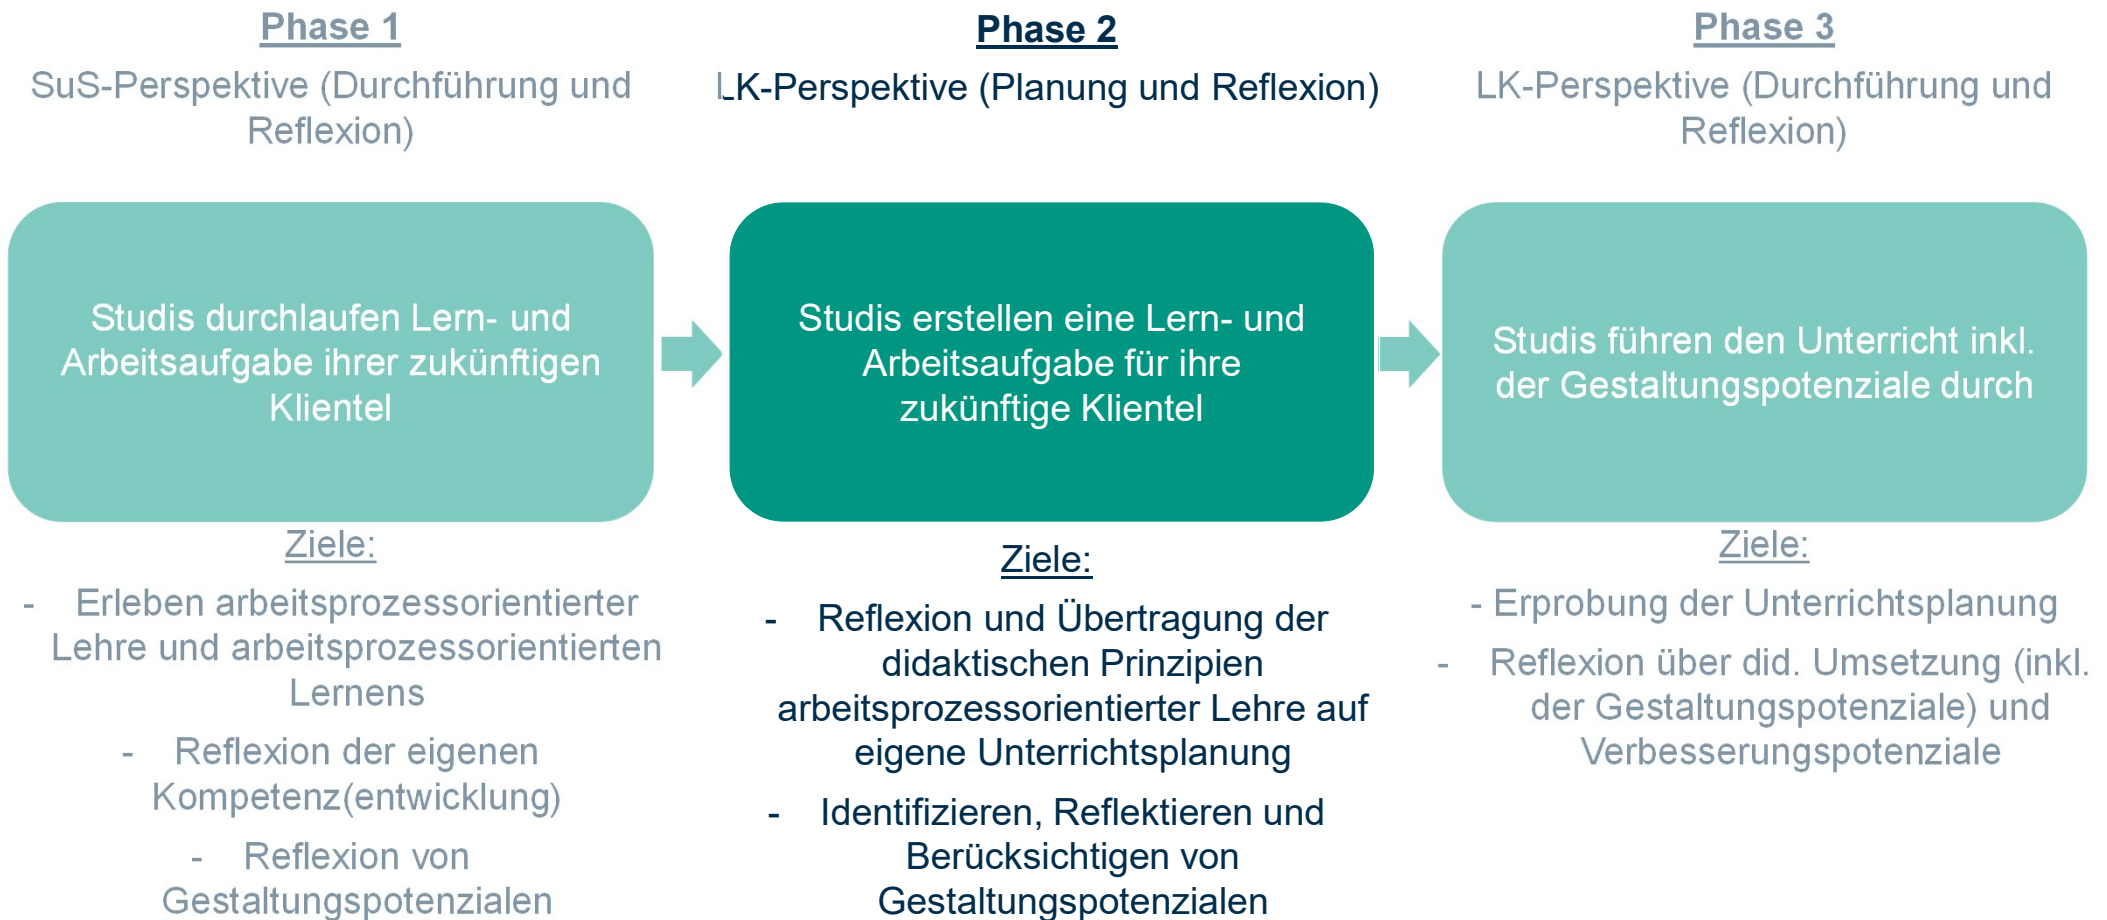 Phase 1
SuS-Perspektive (Durchführung und
Reflexion)
Studis durchlaufen Lern- und
Arbeitsaufgabe ihrer zukünftigen
Klientel
Ziele:
- Erleben arbeitsprozessorientierter
Lehre und arbeitsprozessorientierten
Lernens
- Reflexion der eigenen
Kompetenz(entwicklung)
- Reflexion von
Gestaltungspotenzialen
Phase 2
LK-Perspektive (Planung und Reflexion)
Studis erstellen eine Lern- und
Arbeitsaufgabe für ihre
zukünftige Klientel
Ziele:
- Reflexion und Übertragung der
didaktischen Prinzipien
arbeitsprozessorientierter Lehre auf
eigene Unterrichtsplanung
- Identifizieren, Reflektieren und
Berücksichtigen von
Gestaltungspotenzialen
Phase 3
LK-Perspektive (Durchführung und
Reflexion)
Studis führen den Unterricht inkl.
der Gestaltungspotenziale durch
Ziele:
- Erprobung der Unterrichtsplanung
- Reflexion über did. Umsetzung (inkl.
der Gestaltungspotenziale) und
Verbesserungspotenziale